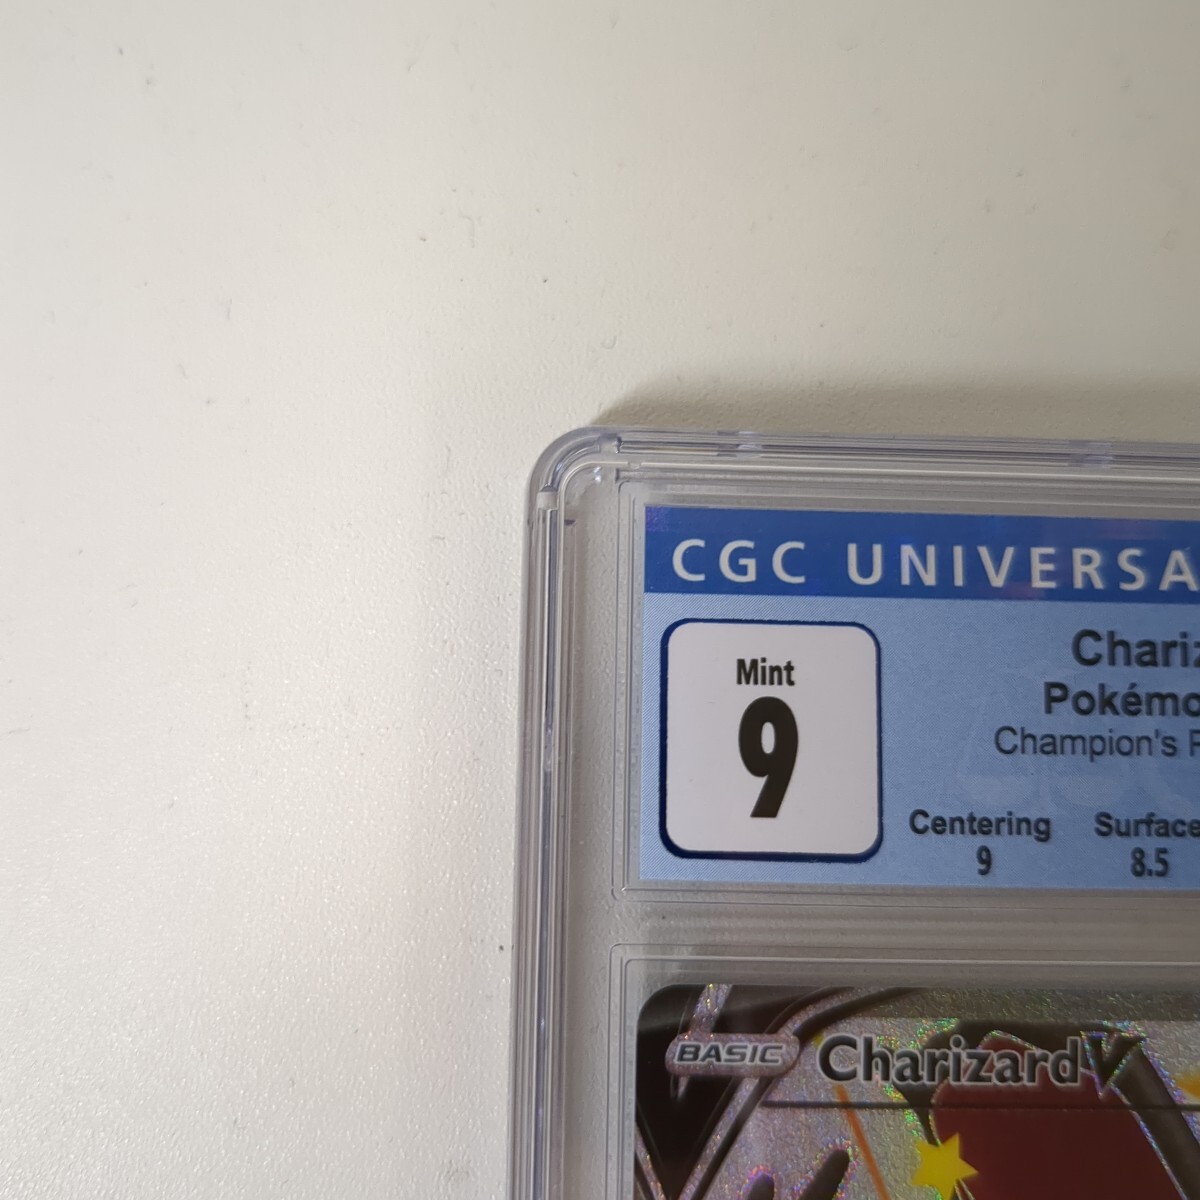 CGC UNIVERSA
Mint
9
Chariz
Pokémo
Champion's
Centering Surface
9 8.5
BASIC Charizard V